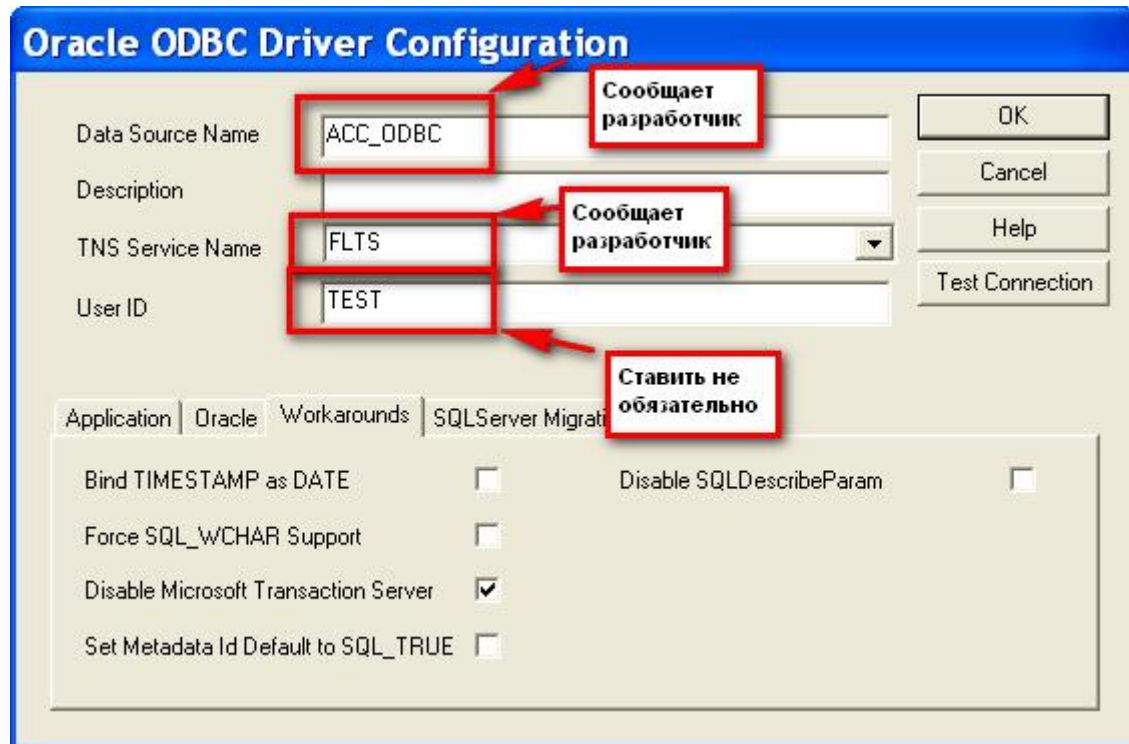 Oracle ODBC Driver Configuration
Сообщает
разработчик
Data Source Name
ACC_ODBC
OK
Description
Cancel
Сообщает
разработчик
TNS Service Name
FLTS
Help
User ID
TEST
Test Connection
Ставить не
обязательно
Application
Oracle
Workarounds
SQLServer Migrati
Bind TIMESTAMP as DATE
Disable SQLDescribeParam
Force SQL_WCHAR Support
Disable Microsoft Transaction Server
Set Metadata Id Default to SQL_TRUE